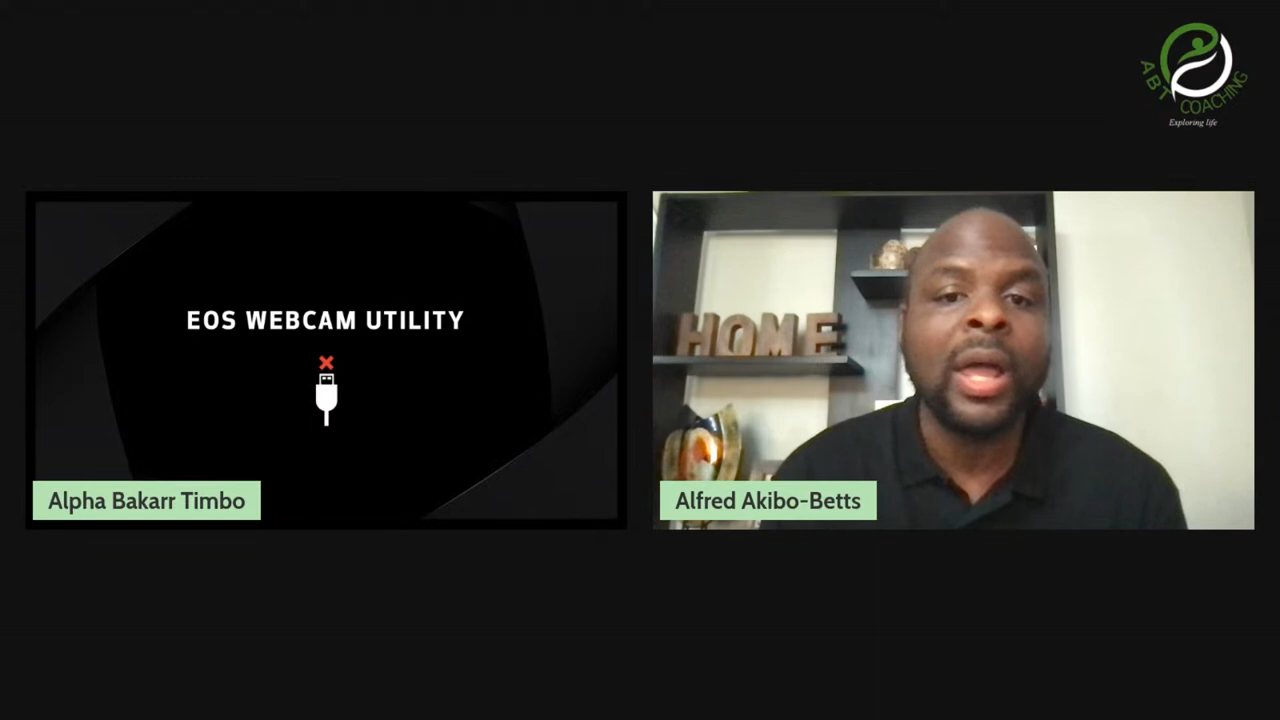 ABT COACHING
Exploring life
EOS WEBCAM UTILITY
HOME
Alpha Bakarr Timbo
Alfred Akibo-Betts